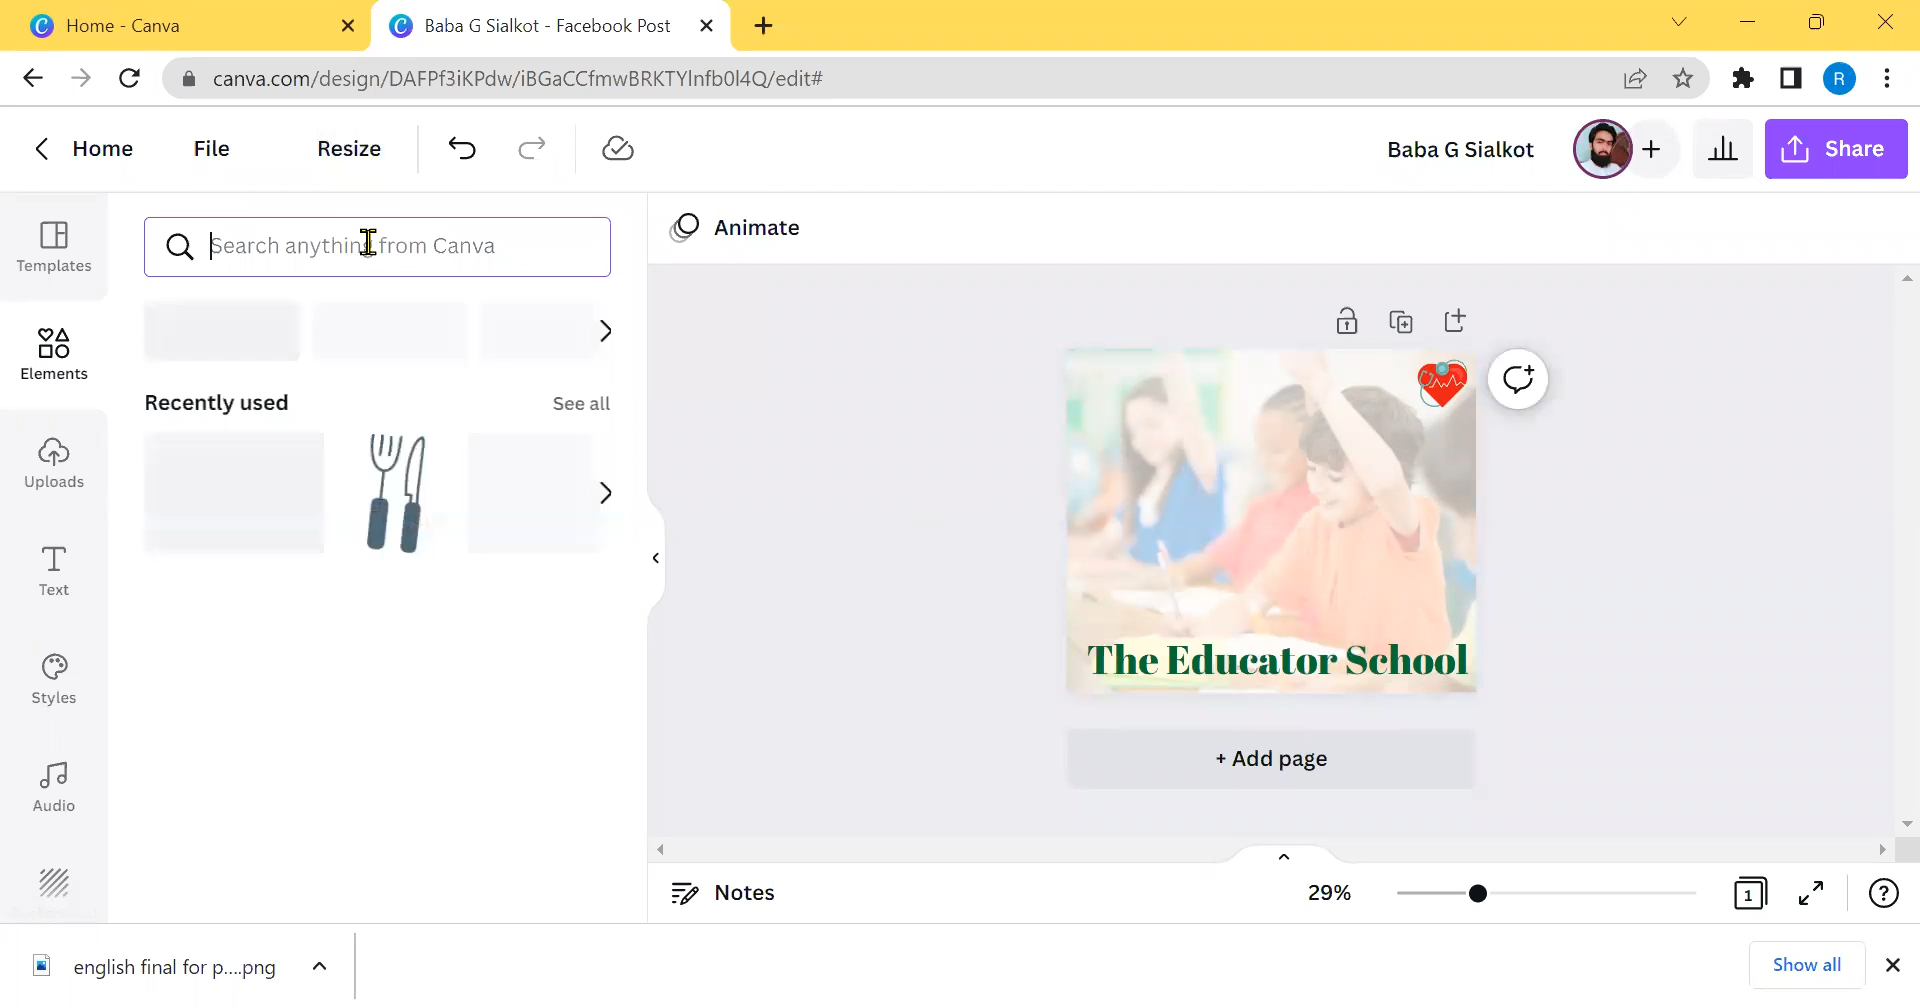 Home - Canva
Baba G Sialkot - Facebook Post
canva.com/design/DAFPf3iKPdw/iBGaCCfmwBRKTYlnfb0l4Q/edit#
R
Home
File
Resize
Baba G Sialkot
Share
Templates
Search anything from Canva
Animate
Elements
Recently used
See all
Uploads
Text
The Educator School
Styles
+ Add page
Audio
Notes
29%
1
english final for p....png
Show all